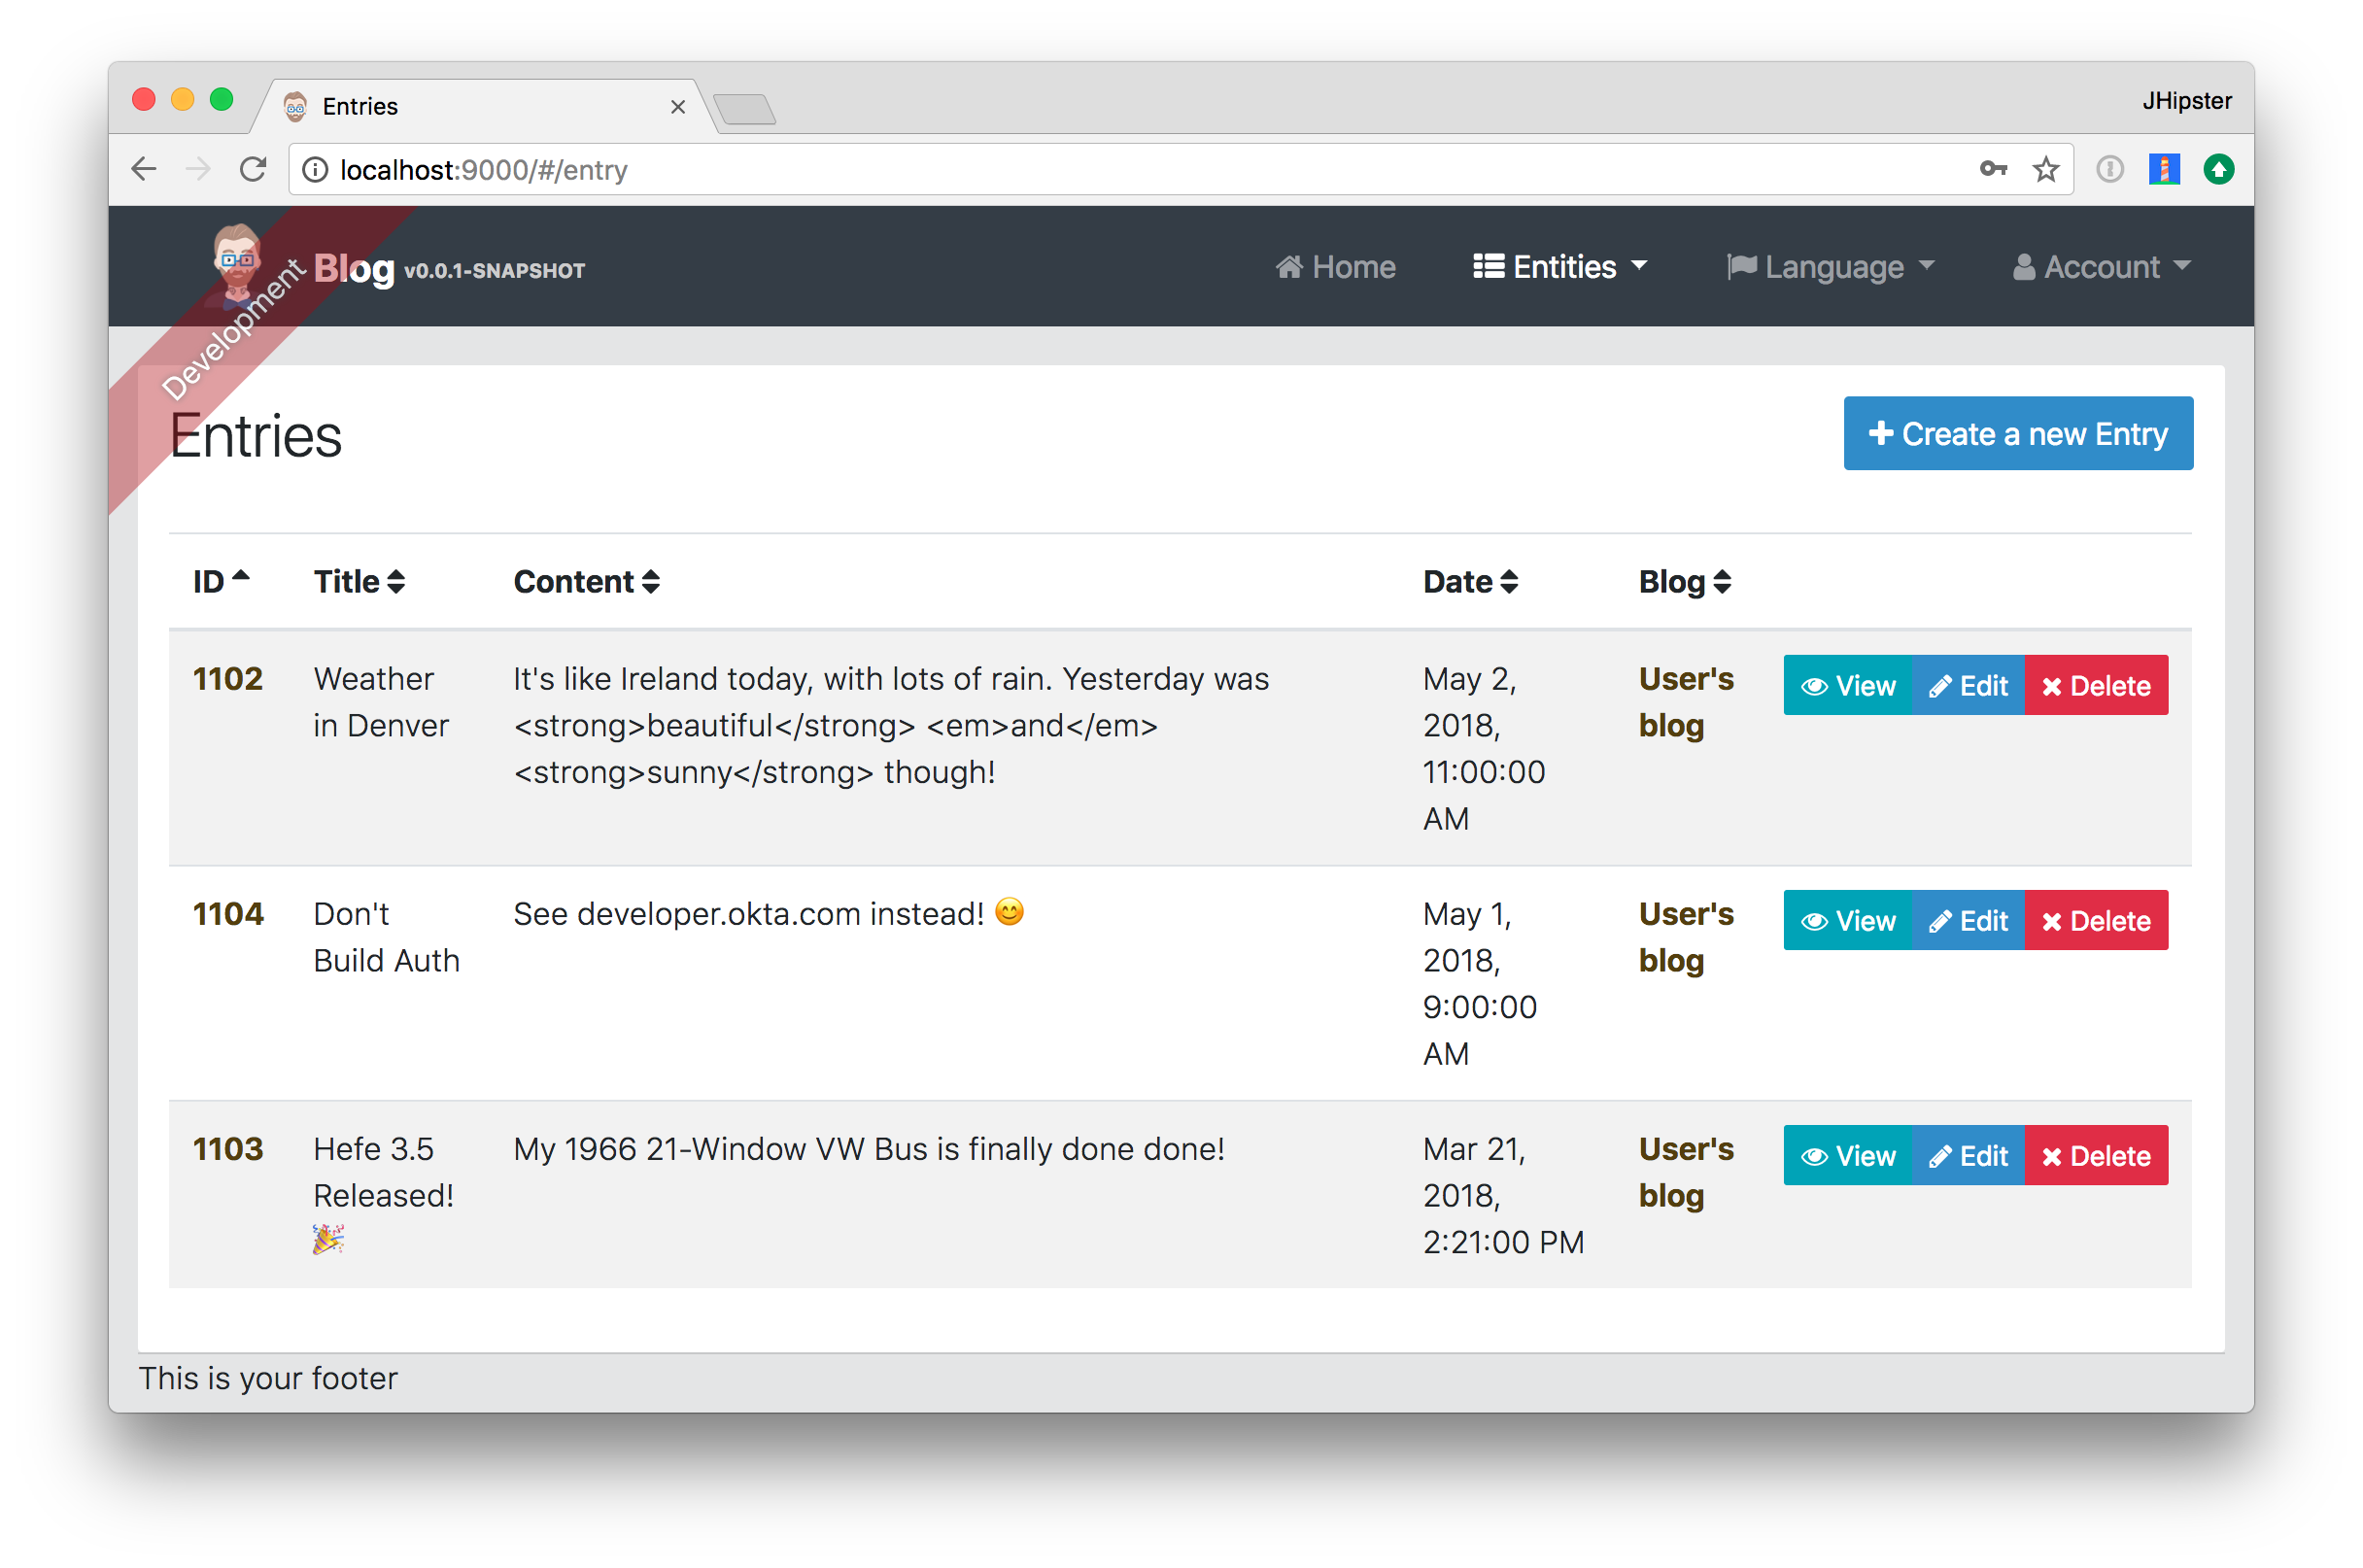 Entries
JHipster
localhost:9000/#/entry
Development
Blog v0.0.1-SNAPSHOT
Home
Entities
Language
Account
Entries
Create a new Entry
ID Title Content Date Blog
1102
Weather
in Denver
It's like Ireland today, with lots of rain. Yesterday was
<strong>beautiful</strong> <em>and</em>
<strong>sunny</strong> though!
May 2,
2018,
11:00:00
AM
User's
blog
View Edit Delete
1104
Don't
Build Auth
See developer.okta.com instead! 😊
May 1,
2018,
9:00:00
AM
User's
blog
View Edit Delete
1103
Hefe 3.5
Released!
🎉
My 1966 21-Window VW Bus is finally done done!
Mar 21,
2018,
2:21:00 PM
User's
blog
View Edit Delete
This is your footer